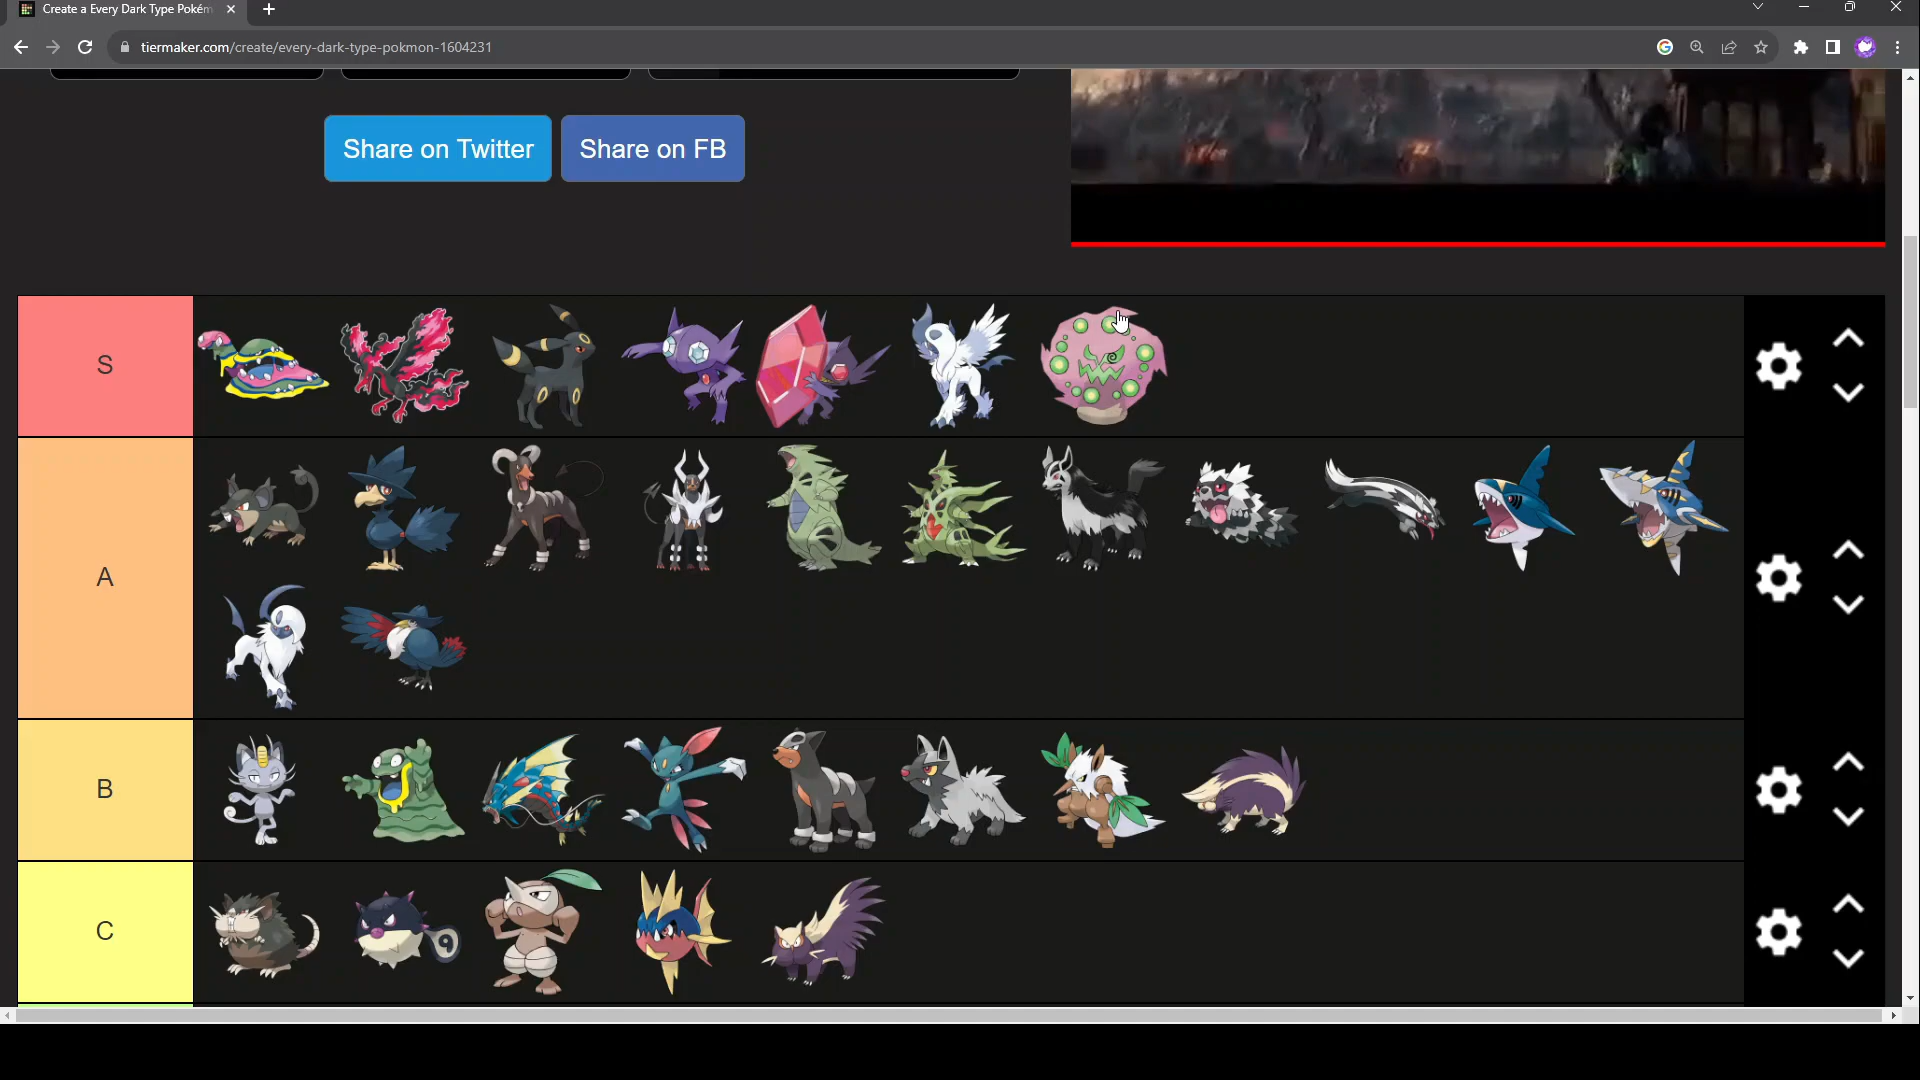 Create a Every Dark Type Pokém
tiermaker.com/create/every-dark-type-pokmon-1604231
Share on Twitter
Share on FB
S
A
B
C